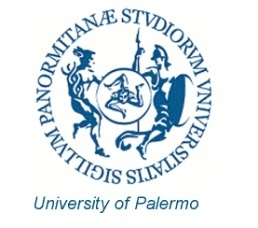 SIGILLVM PANORMITANÆ STVDIORVM VNIVERSITATIS
University of Palermo